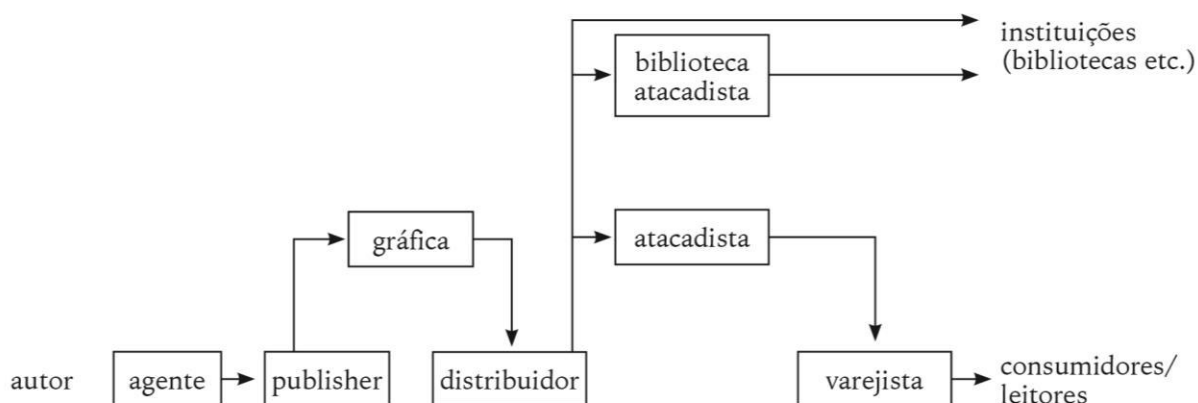 instituições
(bibliotecas etc.)
biblioteca
atacadista
gráfica
atacadista
autor
agente
publisher
distribuidor
varejista
consumidores/
leitores